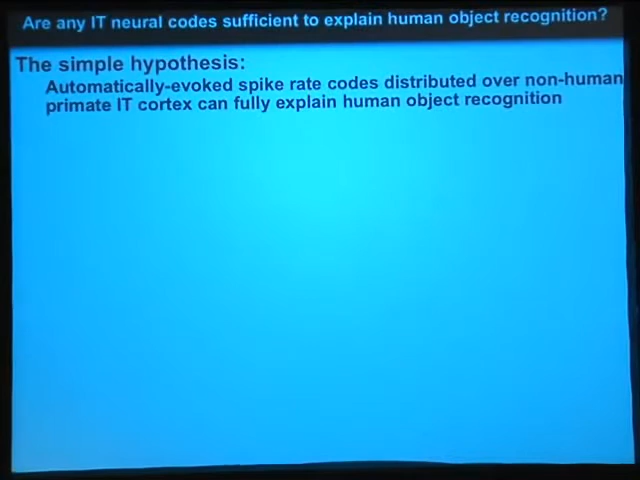 Are any IT neural codes sufficient to explain human object recognition?
The simple hypothesis:
Automatically-evoked spike rate codes distributed over non-human
primate IT cortex can fully explain human object recognition